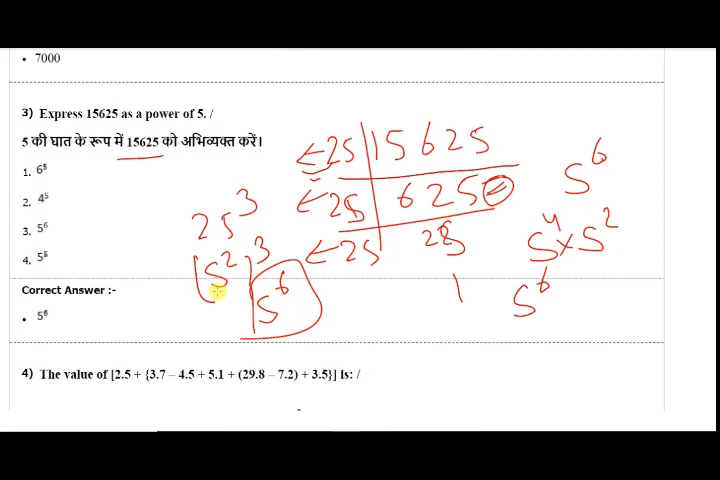 • 7000
3) Express 15625 as a power of 5. /
5 की घात के रूप में 15625 को अभिव्यक्त करें।
1. 6⁵
2. 4⁵
3. 5⁶
4. 5⁵
Correct Answer :-
• 5⁶
25 | 15625
25 | 625
25 | 25
1
25³
(5²)³
5⁶
5⁶
5⁴ × 5²
5⁶
4) The value of [2.5 + {3.7 – 4.5 + 5.1 + (29.8 – 7.2) + 3.5}] is: /